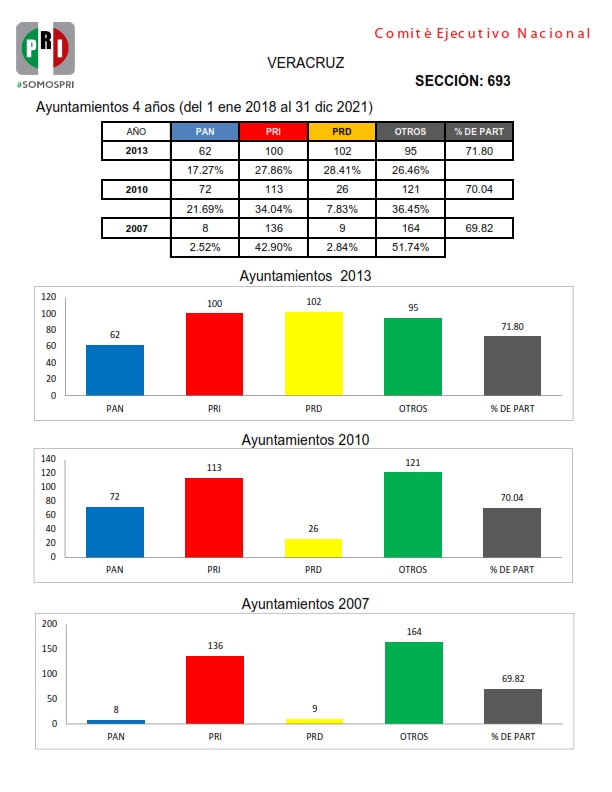 Comité Ejecutivo Nacional
PRI
#SOMOSPRI
VERACRUZ
SECCIÓN: 693
Ayuntamientos 4 años (del 1 ene 2018 al 31 dic 2021)
AÑO PAN PRI PRD OTROS % DE PART
2013 62 100 102 95 71.80
17.27% 27.86% 28.41% 26.46%
2010 72 113 26 121 70.04
21.69% 34.04% 7.83% 36.45%
2007 8 136 9 164 69.82
2.52% 42.90% 2.84% 51.74%
Ayuntamientos 2013
120
100
80
60
40
20
0
62 100 102 95 71.80
PAN PRI PRD OTROS % DE PART
Ayuntamientos 2010
140
120
100
80
60
40
20
0
72 113 26 121 70.04
PAN PRI PRD OTROS % DE PART
Ayuntamientos 2007
200
150
100
50
0
8 136 9 164 69.82
PAN PRI PRD OTROS % DE PART